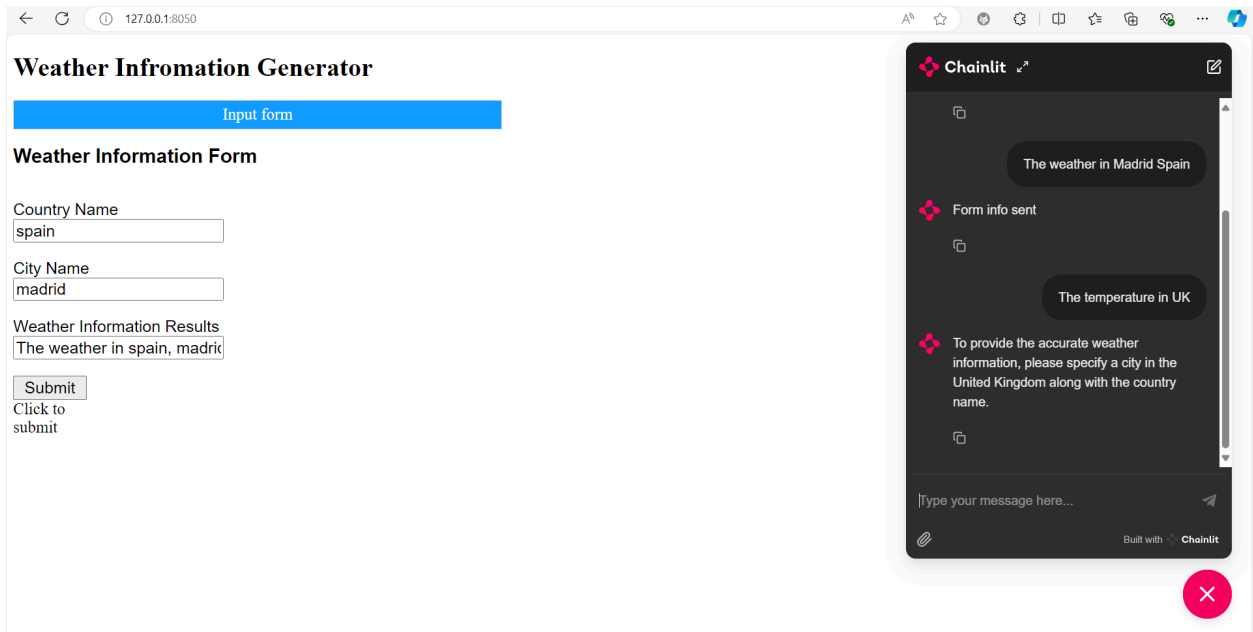 127.0.0.1:8050
Weather Infromation Generator
Input form
Weather Information Form
Country Name
spain
City Name
madrid
Weather Information Results
The weather in spain, madric
Submit
Click to
submit
Chainlit
The weather in Madrid Spain
Form info sent
The temperature in UK
To provide the accurate weather
information, please specify a city in the
United Kingdom along with the country
name.
Type your message here...
Built with Chainlit